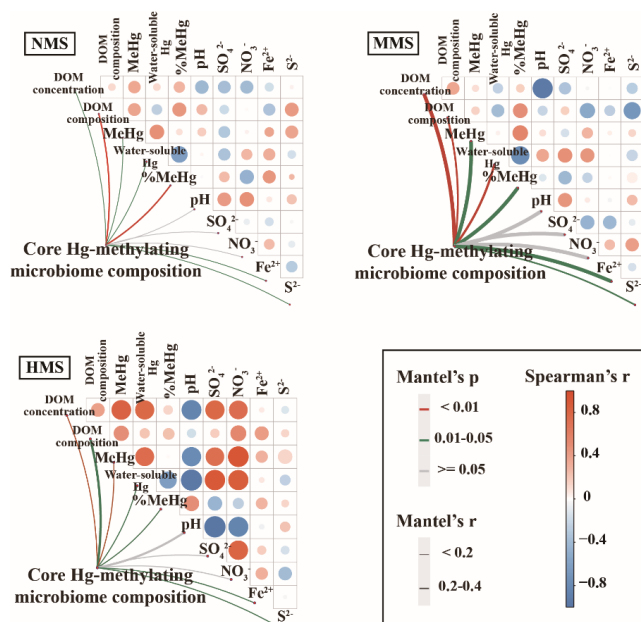 NMS
DOM
composition
MeHg
Water-soluble
Hg
%MeHg
pH
SO₄²⁻
NO₃⁻
Fe²⁺
S²⁻
DOM
concentration
DOM
composition
MeHg
Water-soluble
Hg
%MeHg
pH
SO₄²⁻
NO₃⁻
Fe²⁺
S²⁻
Core Hg-methylating
microbiome composition
MMS
DOM
composition
MeHg
Water-soluble
Hg
%MeHg
pH
SO₄²⁻
NO₃⁻
Fe²⁺
S²⁻
DOM
concentration
DOM
composition
MeHg
Water-soluble
Hg
%MeHg
pH
SO₄²⁻
NO₃⁻
Fe²⁺
S²⁻
Core Hg-methylating
microbiome composition
HMS
DOM
composition
MeHg
Water-soluble
Hg
%MeHg
pH
SO₄²⁻
NO₃⁻
Fe²⁺
S²⁻
DOM
concentration
DOM
composition
MeHg
Water-soluble
Hg
%MeHg
pH
SO₄²⁻
NO₃⁻
Fe²⁺
S²⁻
Core Hg-methylating
microbiome composition
Mantel's p
< 0.01
0.01-0.05
>= 0.05
Mantel's r
< 0.2
0.2-0.4
Spearman's r
0.8
0.4
0
−0.4
−0.8